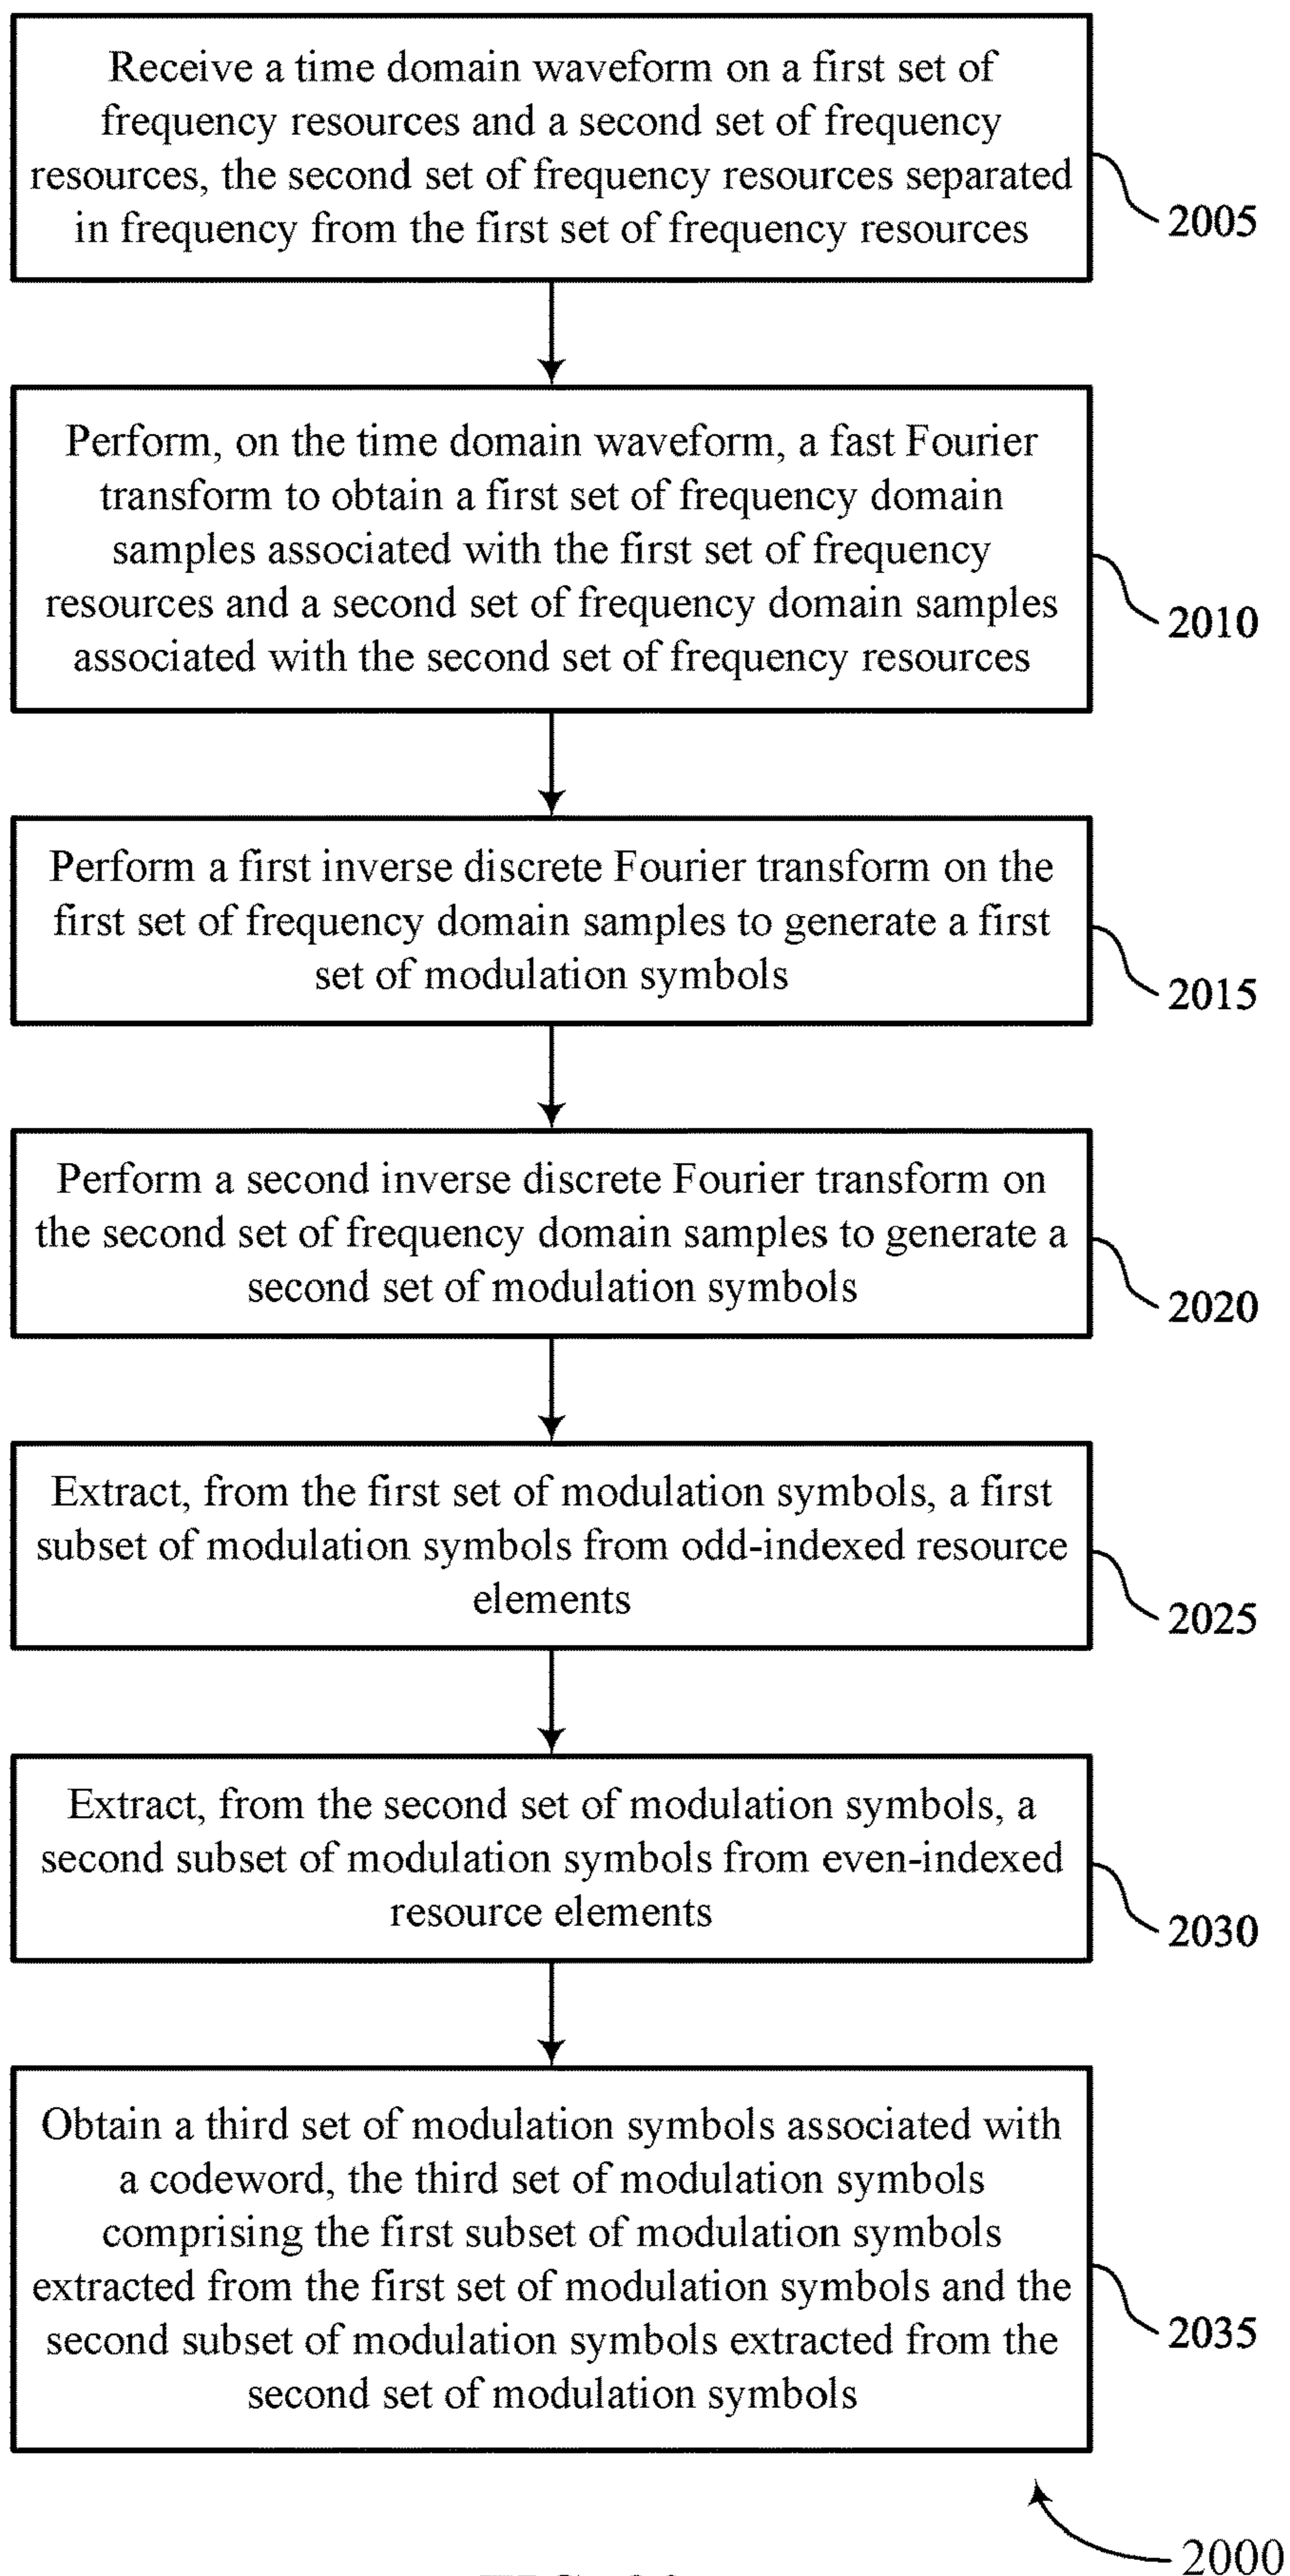 Receive a time domain waveform on a first set of
frequency resources and a second set of frequency
resources, the second set of frequency resources separated
in frequency from the first set of frequency resources
2005
Perform, on the time domain waveform, a fast Fourier
transform to obtain a first set of frequency domain
samples associated with the first set of frequency
resources and a second set of frequency domain samples
associated with the second set of frequency resources
2010
Perform a first inverse discrete Fourier transform on the
first set of frequency domain samples to generate a first
set of modulation symbols
2015
Perform a second inverse discrete Fourier transform on
the second set of frequency domain samples to generate a
second set of modulation symbols
2020
Extract, from the first set of modulation symbols, a first
subset of modulation symbols from odd-indexed resource
elements
2025
Extract, from the second set of modulation symbols, a
second subset of modulation symbols from even-indexed
resource elements
2030
Obtain a third set of modulation symbols associated with
a codeword, the third set of modulation symbols
comprising the first subset of modulation symbols
extracted from the first set of modulation symbols and the
second subset of modulation symbols extracted from the
second set of modulation symbols
2035
2000